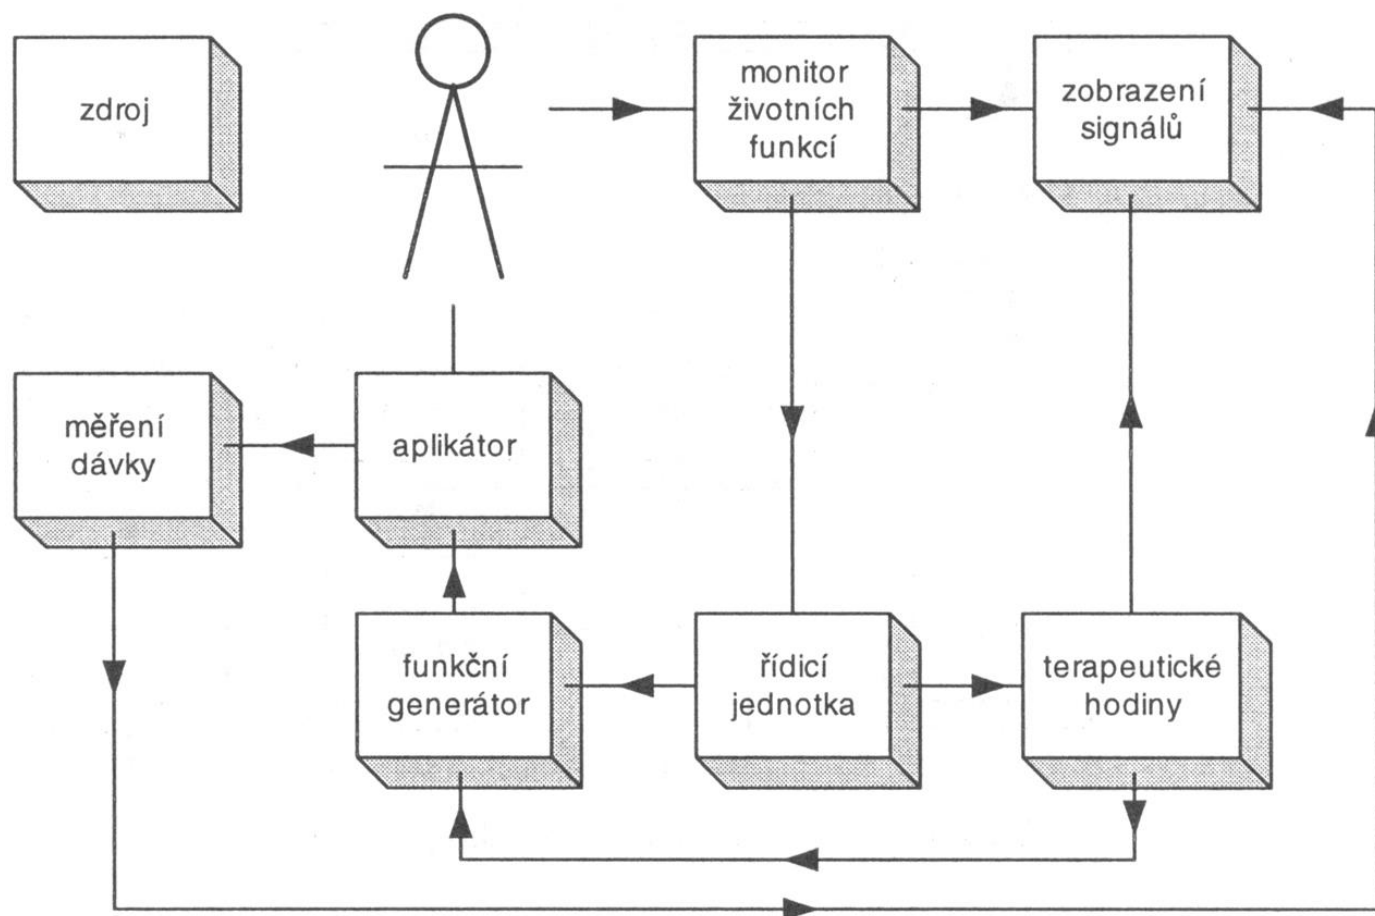 zdroj
monitor
životních
funkcí
zobrazení
signálů
měření
dávky
aplikátor
funkční
generátor
řídicí
jednotka
terapeutické
hodiny